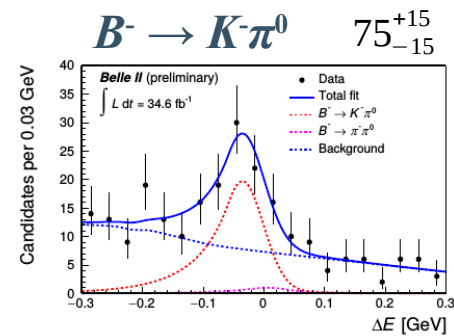 B⁻ → K⁻π⁰ 75⁺¹⁵₋₁₅
Candidates per 0.03 GeV
40
35
30
25
20
15
10
5
0
Belle II (preliminary)
∫ L dt = 34.6 fb⁻¹
Data
Total fit
B⁻ → K⁻π⁰
B⁻ → π⁻π⁰
Background
−0.3 −0.2 −0.1 0 0.1 0.2 0.3
ΔE [GeV]